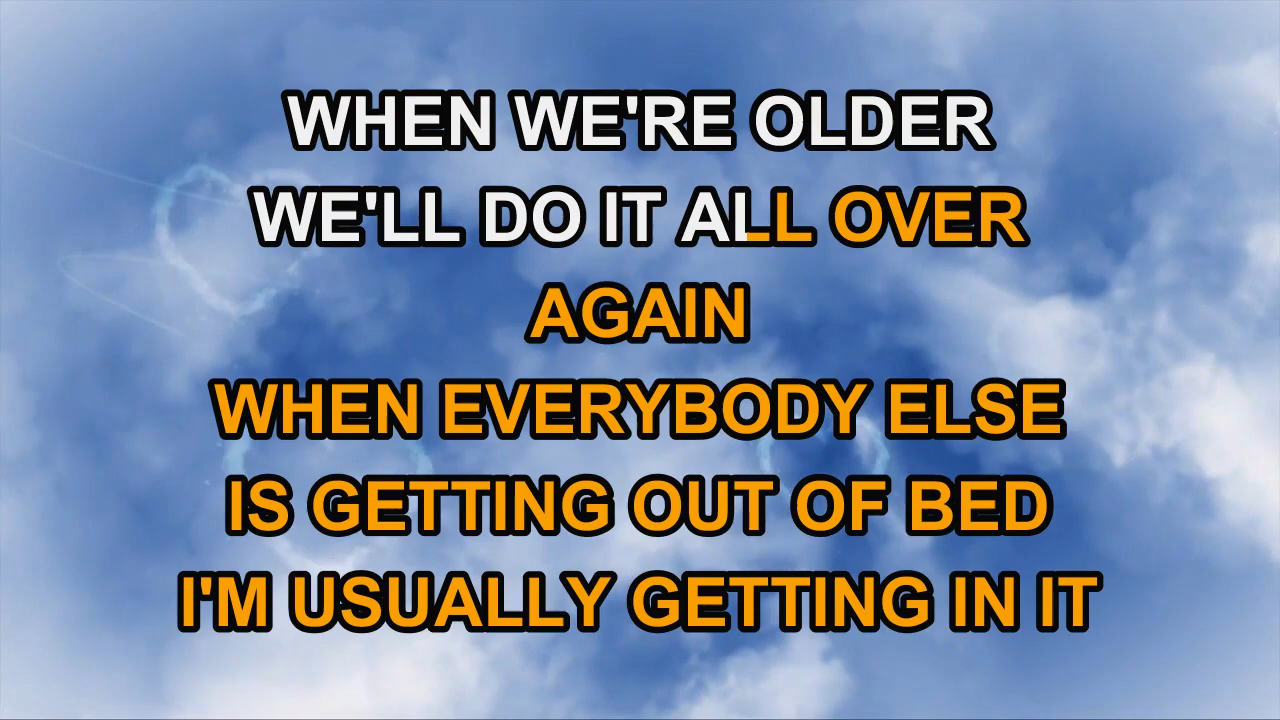 WHEN WE'RE OLDER
WE'LL DO IT ALL OVER
AGAIN
WHEN EVERYBODY ELSE
IS GETTING OUT OF BED
I'M USUALLY GETTING IN IT